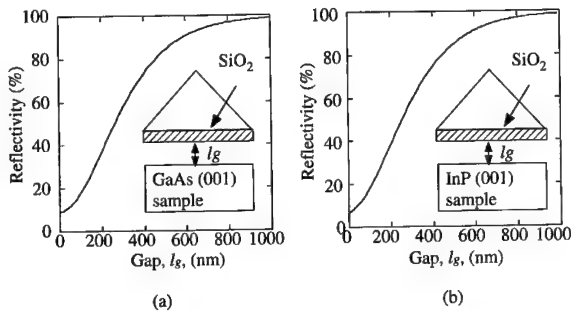 (a)
100
80
60
40
20
0
Reflectivity (%)
SiO2
lg
GaAs (001)
sample
0 200 400 600 800 1000
Gap, lg, (nm)
(a)
(b)
100
80
60
40
20
0
Reflectivity (%)
SiO2
lg
InP (001)
sample
0 200 400 600 800 1000
Gap, lg, (nm)
(b)